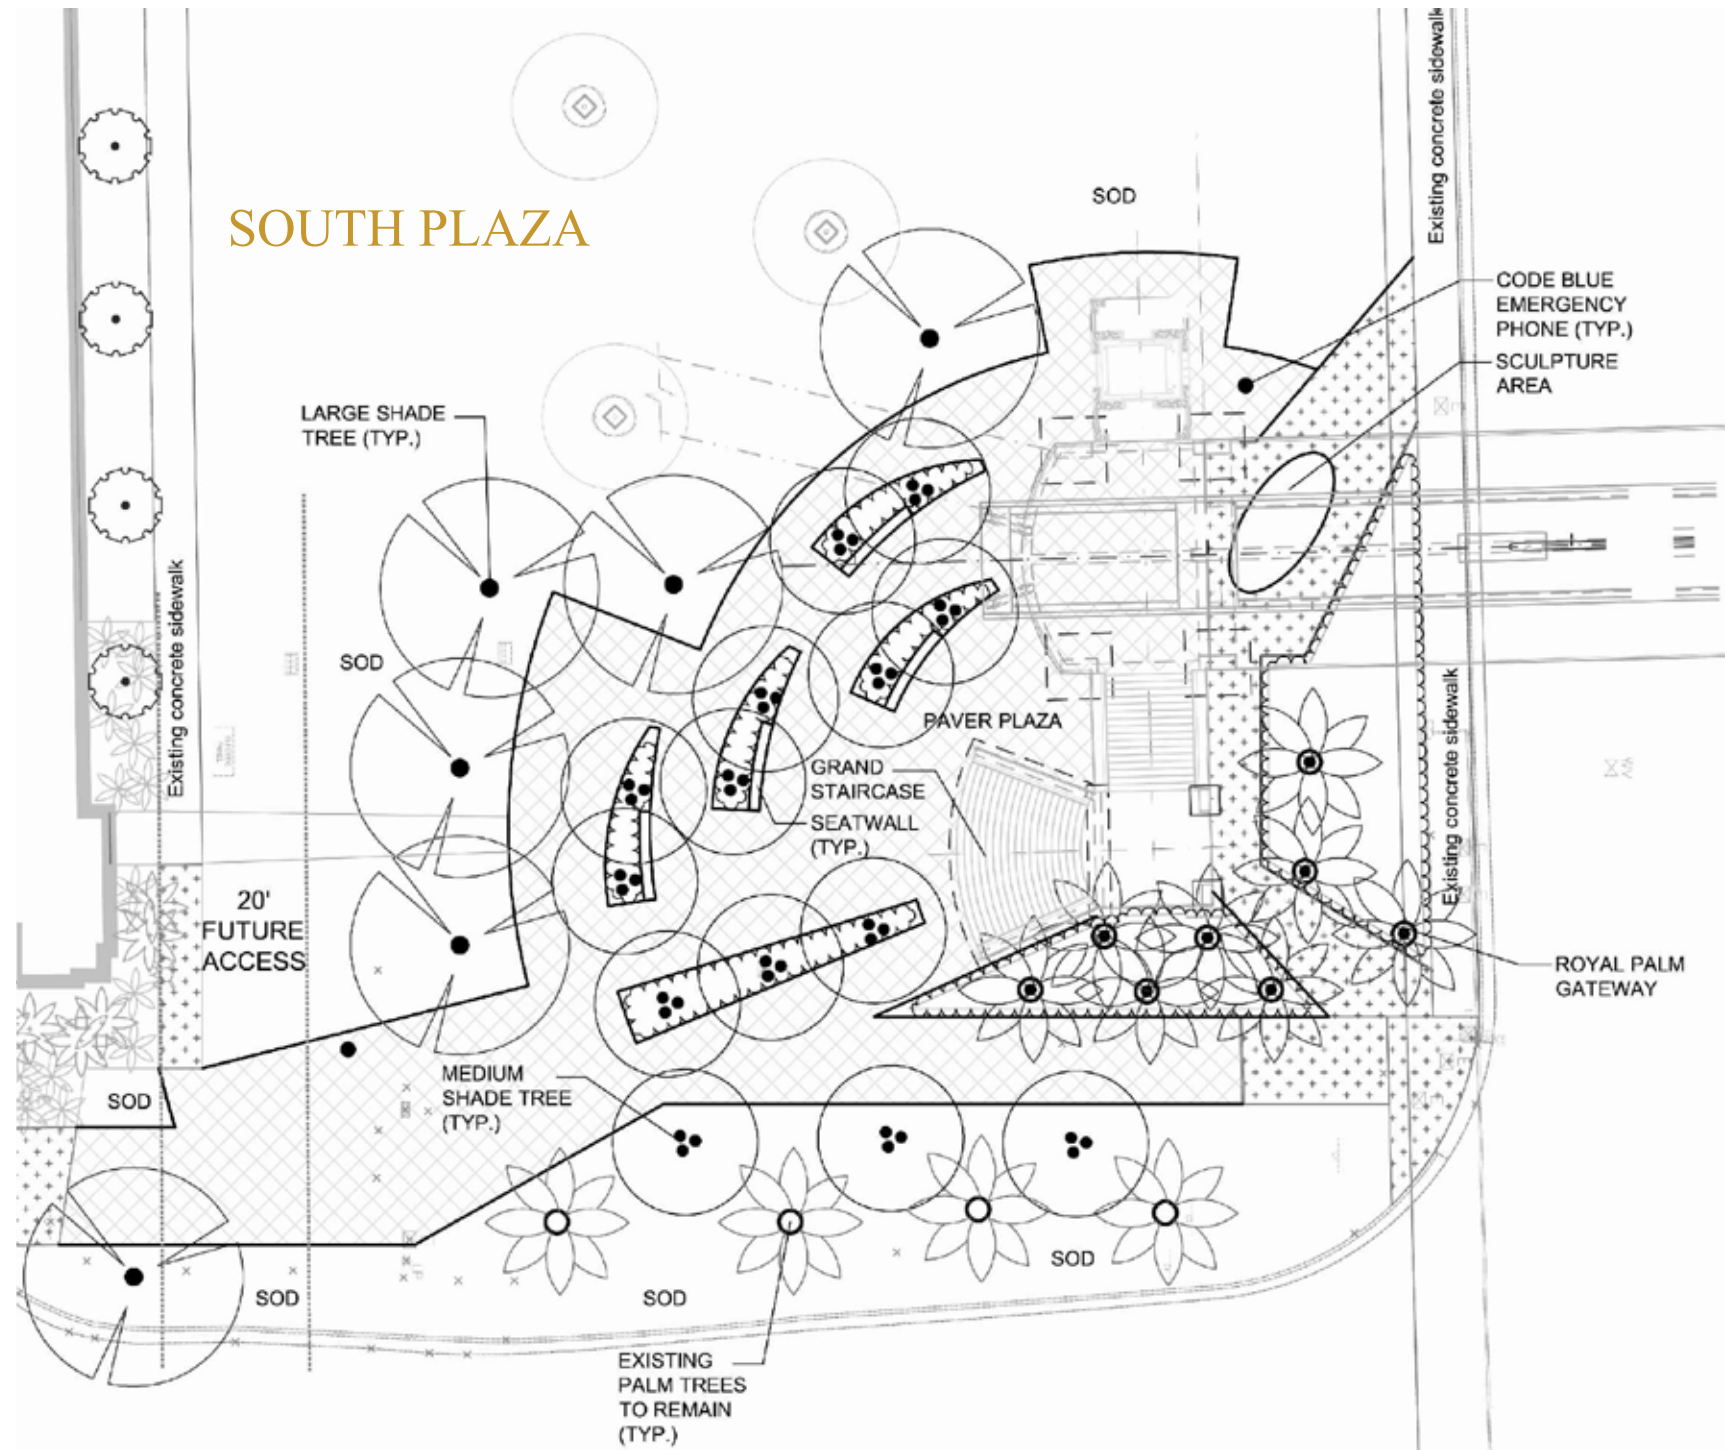 Existing concrete sidewalk
SOD
SOUTH PLAZA
CODE BLUE
EMERGENCY
PHONE (TYP.)
SCULPTURE
AREA
LARGE SHADE
TREE (TYP.)
Existing concrete sidewalk
SOD
PAVER PLAZA
GRAND
STAIRCASE
SEATWALL
(TYP.)
Existing concrete sidewalk
20'
FUTURE
ACCESS
ROYAL PALM
GATEWAY
MEDIUM
SHADE TREE
(TYP.)
SOD
SOD
SOD
SOD
EXISTING
PALM TREES
TO REMAIN
(TYP.)